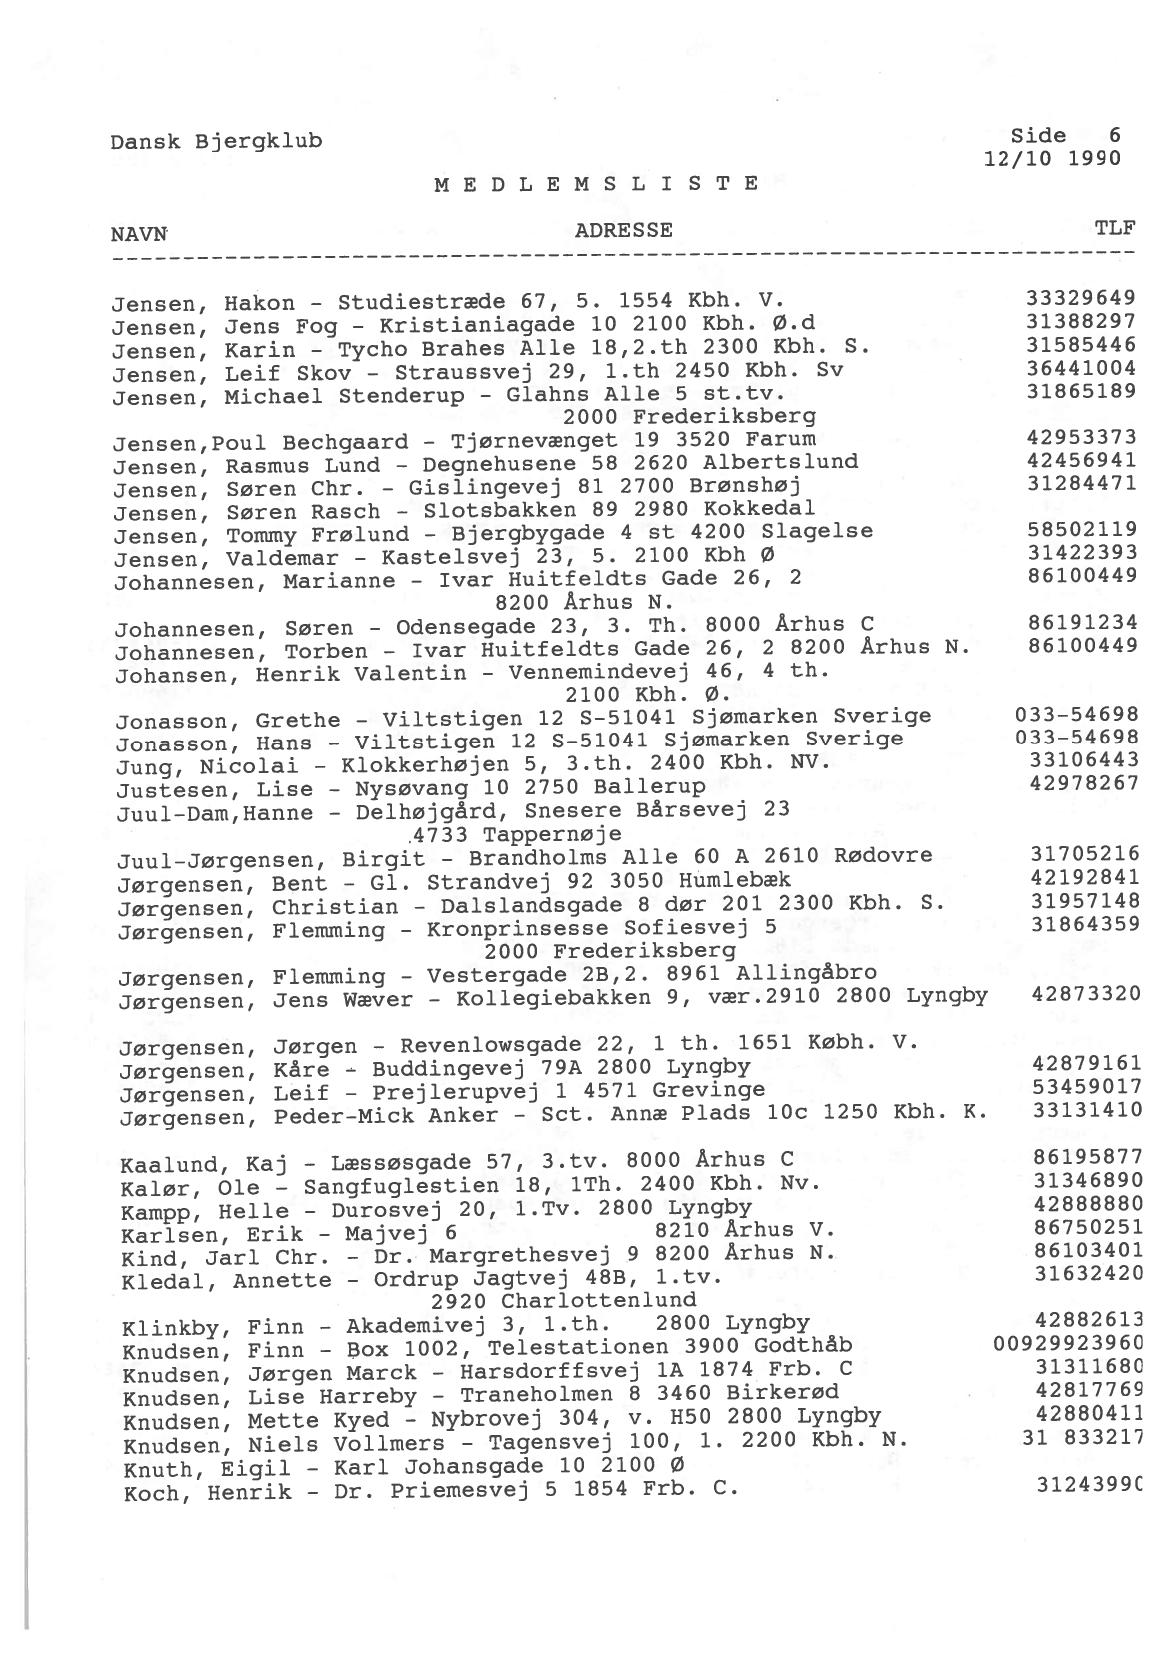 Dansk Bjergklub Side 6
12/10 1990
M E D L E M S L I S T E
NAVN ADRESSE TLF
-------------------------------------------------------------------------
Jensen, Hakon - Studiestræde 67, 5. 1554 Kbh. V. 33329649
Jensen, Jens Fog - Kristianiagade 10 2100 Kbh. Ø.d 31388297
Jensen, Karin - Tycho Brahes Alle 18,2.th 2300 Kbh. S. 31585446
Jensen, Leif Skov - Straussvej 29, 1.th 2450 Kbh. Sv 36441004
Jensen, Michael Stenderup - Glahns Alle 5 st.tv. 31865189
2000 Frederiksberg
Jensen,Poul Bechgaard - Tjørnevænget 19 3520 Farum 42953373
Jensen, Rasmus Lund - Degnehusene 58 2620 Albertslund 42456941
Jensen, Søren Chr. - Gislingevej 81 2700 Brønshøj 31284471
Jensen, Søren Rasch - Slotsbakken 89 2980 Kokkedal
Jensen, Tommy Frølund - Bjergbygade 4 st 4200 Slagelse 58502119
Jensen, Valdemar - Kastelsvej 23, 5. 2100 Kbh Ø 31422393
Johannesen, Marianne - Ivar Huitfeldts Gade 26, 2 86100449
8200 Århus N.
Johannesen, Søren - Odensegade 23, 3. Th. 8000 Århus C 86191234
Johannesen, Torben - Ivar Huitfeldts Gade 26, 2 8200 Århus N. 86100449
Johansen, Henrik Valentin - Vennemindevej 46, 4 th.
2100 Kbh. Ø.
Jonasson, Grethe - Viltstigen 12 S-51041 Sjømarken Sverige 033-54698
Jonasson, Hans - Viltstigen 12 S-51041 Sjømarken Sverige 033-54698
Jung, Nicolai - Klokkerhøjen 5, 3.th. 2400 Kbh. NV. 33106443
Justesen, Lise - Nysøvang 10 2750 Ballerup 42978267
Juul-Dam,Hanne - Delhøjgård, Snesere Bårsevej 23
.4733 Tappernøje
Juul-Jørgensen, Birgit - Brandholms Alle 60 A 2610 Rødovre 31705216
Jørgensen, Bent - Gl. Strandvej 92 3050 Humlebæk 42192841
Jørgensen, Christian - Dalslandsgade 8 dør 201 2300 Kbh. S. 31957148
Jørgensen, Flemming - Kronprinsesse Sofiesvej 5 31864359
2000 Frederiksberg
Jørgensen, Flemming - Vestergade 2B,2. 8961 Allingåbro
Jørgensen, Jens Wæver - Kollegiebakken 9, vær.2910 2800 Lyngby 42873320
Jørgensen, Jørgen - Revenlowsgade 22, 1 th. 1651 Købh. V.
Jørgensen, Kåre - Buddingevej 79A 2800 Lyngby 42879161
Jørgensen, Leif - Prejlerupvej 1 4571 Grevinge 53459017
Jørgensen, Peder-Mick Anker - Sct. Annæ Plads 10c 1250 Kbh. K. 33131410
Kaalund, Kaj - Læssøsgade 57, 3.tv. 8000 Århus C 86195877
Kalør, Ole - Sangfuglestien 18, 1Th. 2400 Kbh. Nv. 31346890
Kampp, Helle - Durosvej 20, 1.Tv. 2800 Lyngby 42888880
Karlsen, Erik - Majvej 6 8210 Århus V. 86750251
Kind, Jarl Chr. - Dr. Margrethesvej 9 8200 Århus N. 86103401
Kledal, Annette - Ordrup Jagtvej 48B, 1.tv. 31632420
2920 Charlottenlund
Klinkby, Finn - Akademivej 3, 1.th. 2800 Lyngby 42882613
Knudsen, Finn - Box 1002, Telestationen 3900 Godthåb 00929923960
Knudsen, Jørgen Marck - Harsdorffsvej 1A 1874 Frb. C 31311680
Knudsen, Lise Harreby - Traneholmen 8 3460 Birkerød 42817769
Knudsen, Mette Kyed - Nybrovej 304, v. H50 2800 Lyngby 42880411
Knudsen, Niels Vollmers - Tagensvej 100, 1. 2200 Kbh. N. 31 833217
Knuth, Eigil - Karl Johansgade 10 2100 Ø
Koch, Henrik - Dr. Priemesvej 5 1854 Frb. C. 31243990